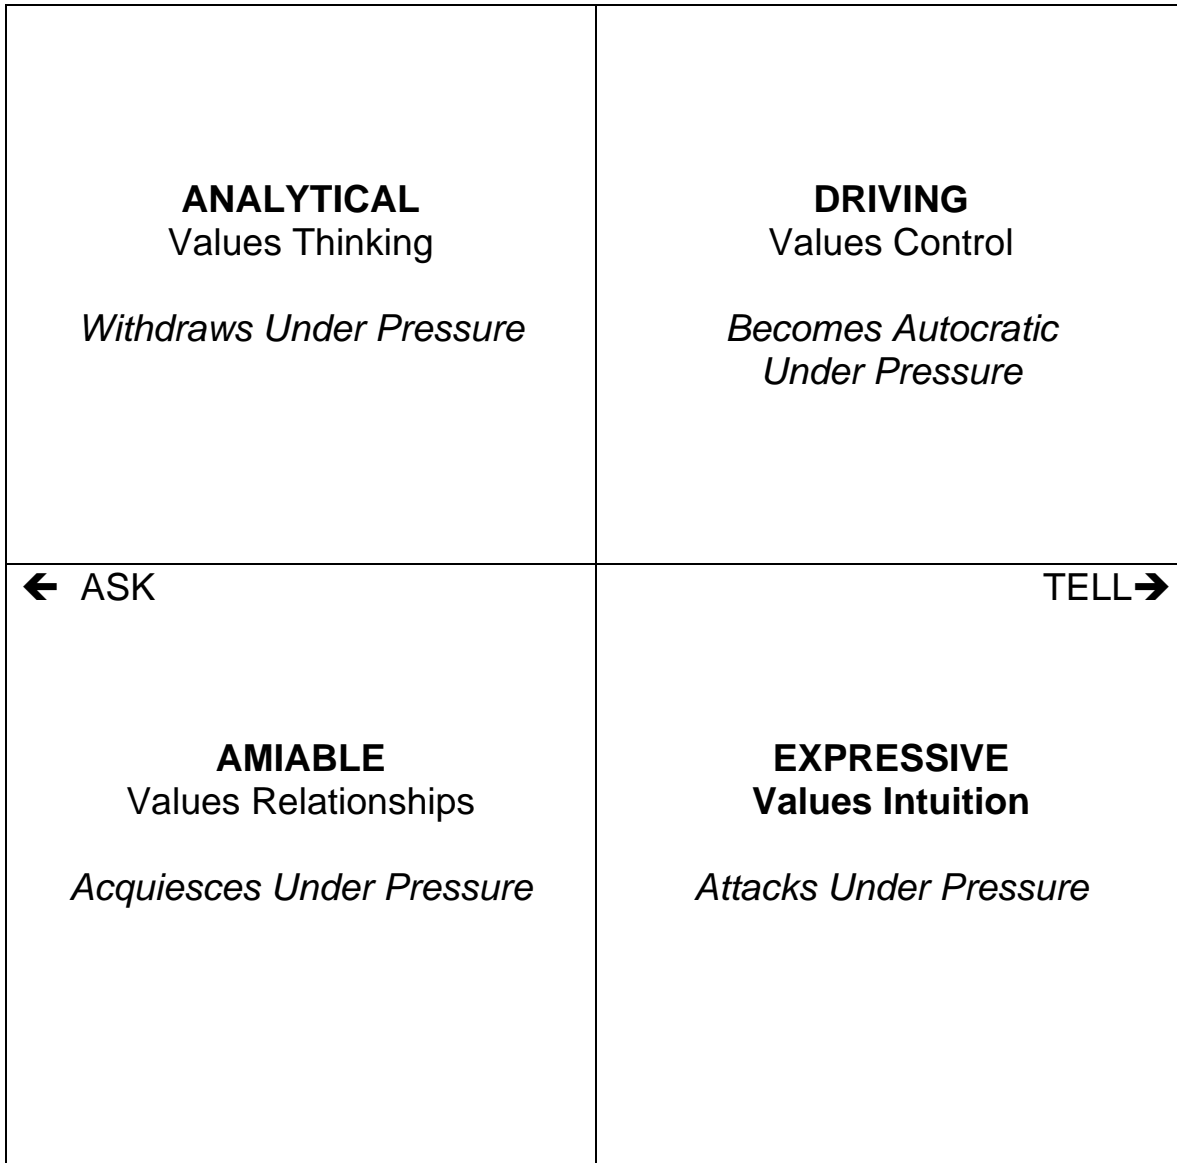 ANALYTICAL
Values Thinking
Withdraws Under Pressure
DRIVING
Values Control
Becomes Autocratic
Under Pressure
← ASK
AMIABLE
Values Relationships
Acquiesces Under Pressure
TELL→
EXPRESSIVE
Values Intuition
Attacks Under Pressure